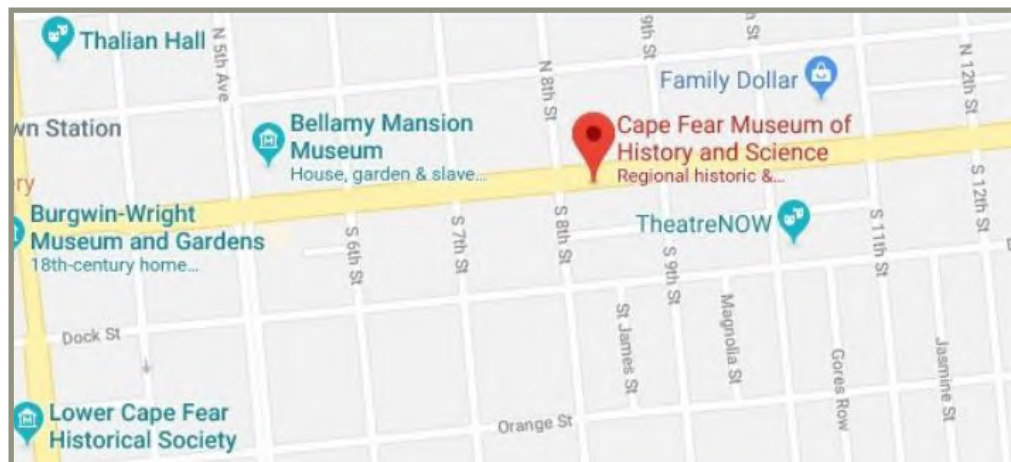 Thalian Hall
N 5th Ave
N 8th St
9th St
St
N 12th St
Family Dollar
wn Station
Bellamy Mansion
Museum
House, garden & slave...
Cape Fear Museum of
History and Science
Regional historic &...
ry
Burgwin-Wright
Museum and Gardens
18th-century home...
S 6th St
S 7th St
S 8th St
S 9th St
TheatreNOW
S 11th St
S 12th St
Dock St
St James St
Magnolia St
Gores Row
Jasmine St
Orange St
Lower Cape Fear
Historical Society